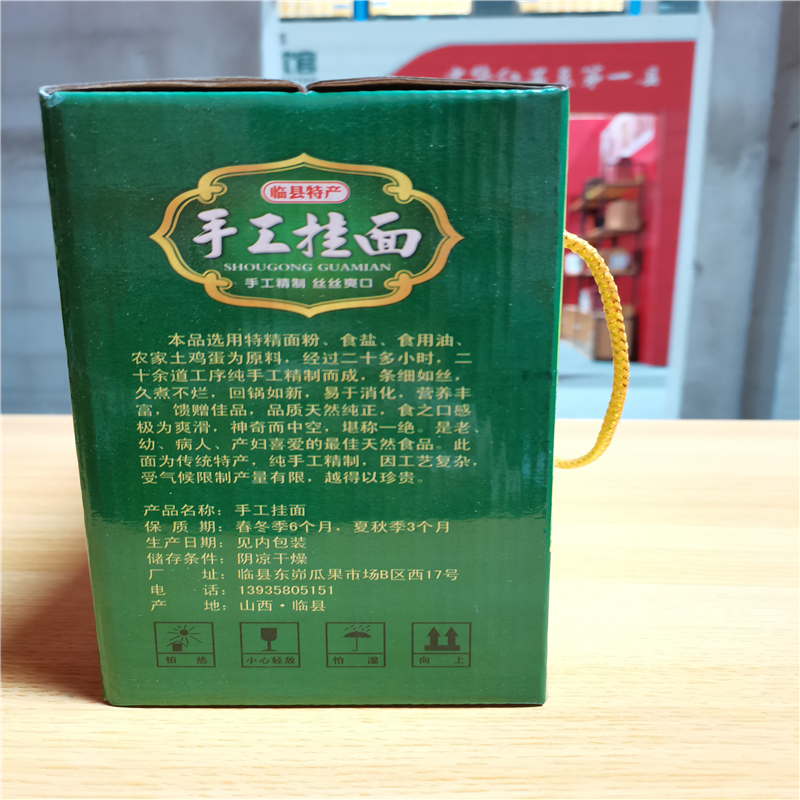 馆
第一县
临县特产
手工挂面
SHOUGONG GUAMIAN
手工精制 丝丝爽口
本品选用特精面粉、食盐、食用油、
农家土鸡蛋为原料，经过二十多小时，二
十余道工序纯手工精制而成，条细如丝，
久煮不烂，回锅如新，易于消化，营养丰
富，馈赠佳品，品质天然纯正，食之口感
极为爽滑，神奇而中空，堪称一绝。是老、
幼、病人、产妇喜爱的最佳天然食品。此
面为传统特产，纯手工精制，因工艺复杂，
受气候限制产量有限，越得以珍贵。
产品名称：手工挂面
保 质 期：春冬季6个月，夏秋季3个月
生产日期：见内包装
储存条件：阴凉干燥
厂 址：临县东峁瓜果市场B区西17号
电 话：13935805151
产 地：山西·临县
怕 热 小心轻放 怕 湿 向 上